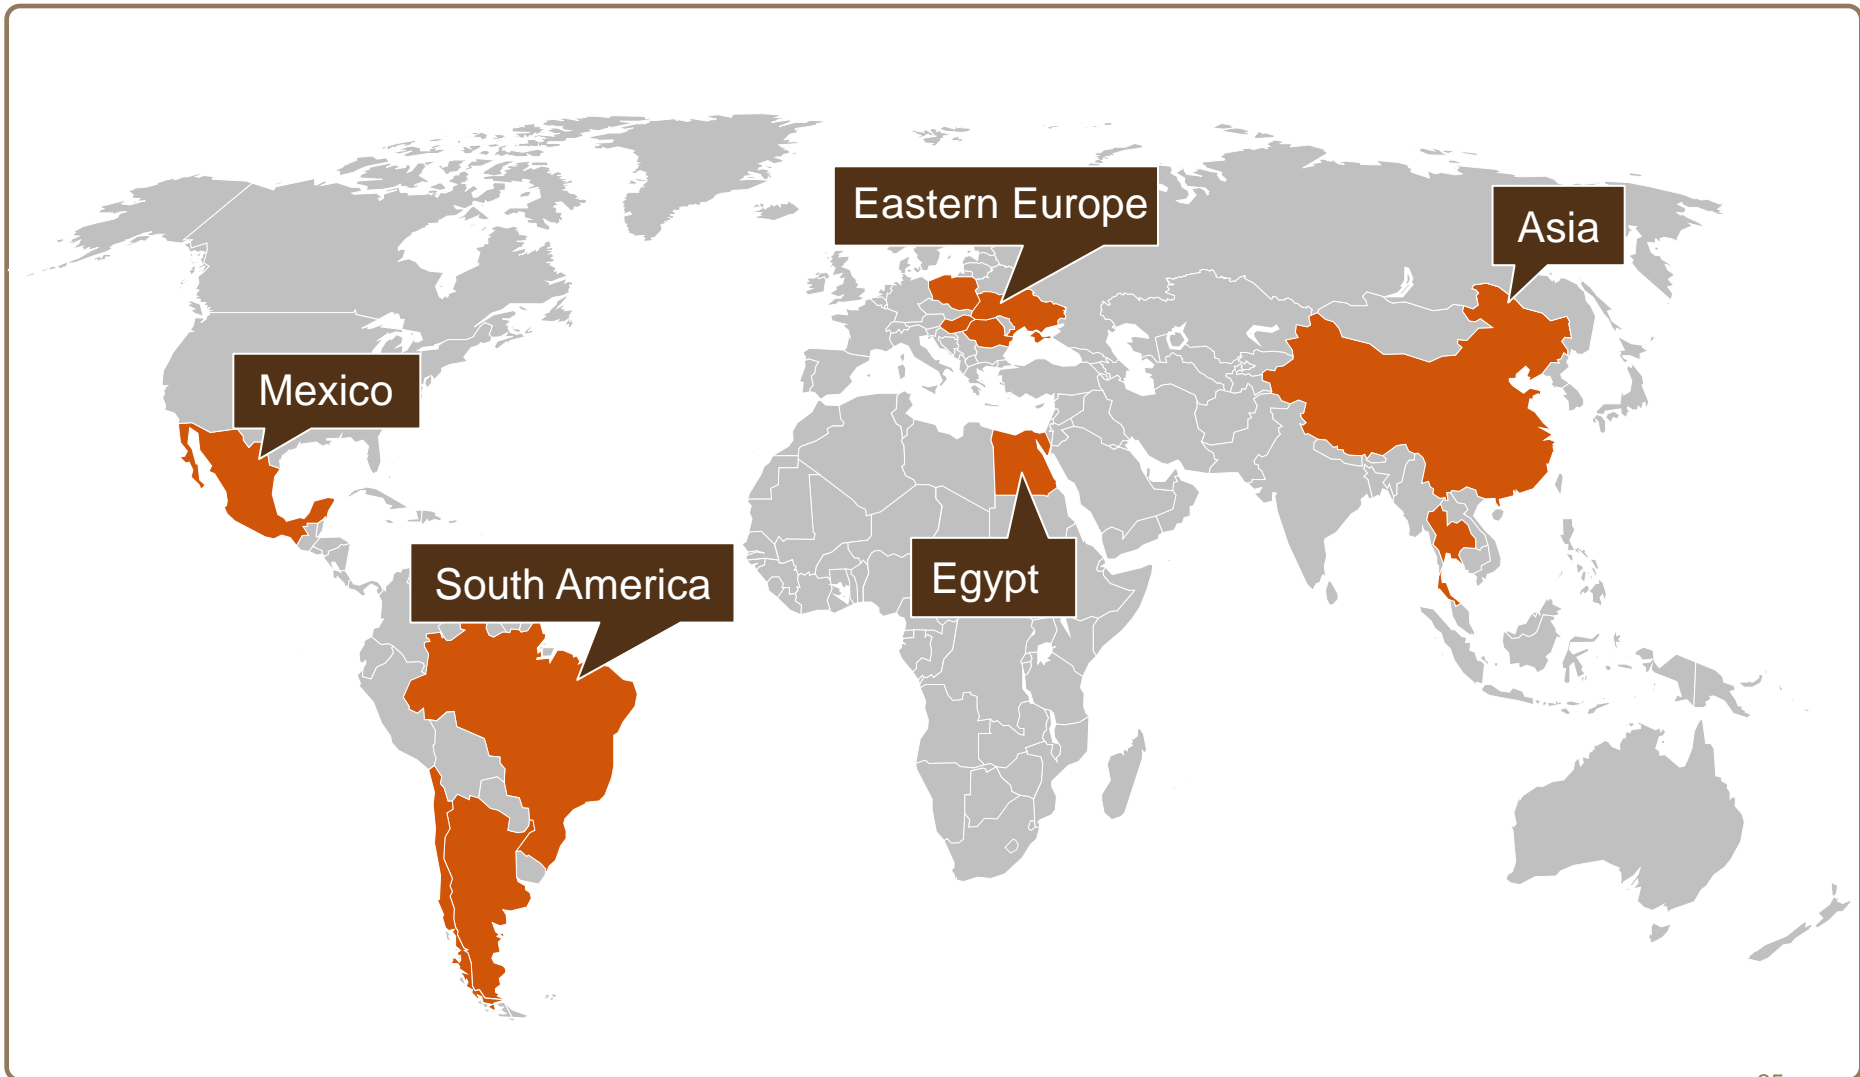 Eastern Europe
Asia
Mexico
South America
Egypt